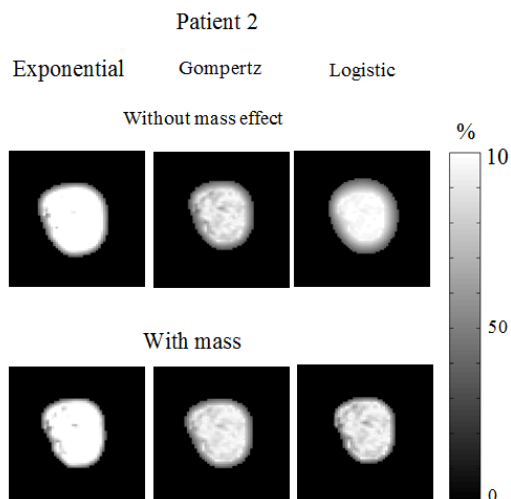 Patient 2
Exponential Gompertz Logistic
Without mass effect
%
10
50
With mass
0